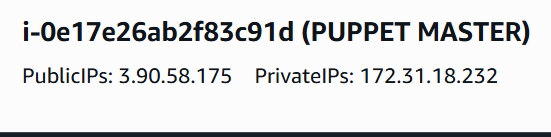 i-0e17e26ab2f83c91d (PUPPET MASTER)
PublicIPs: 3.90.58.175 PrivateIPs: 172.31.18.232